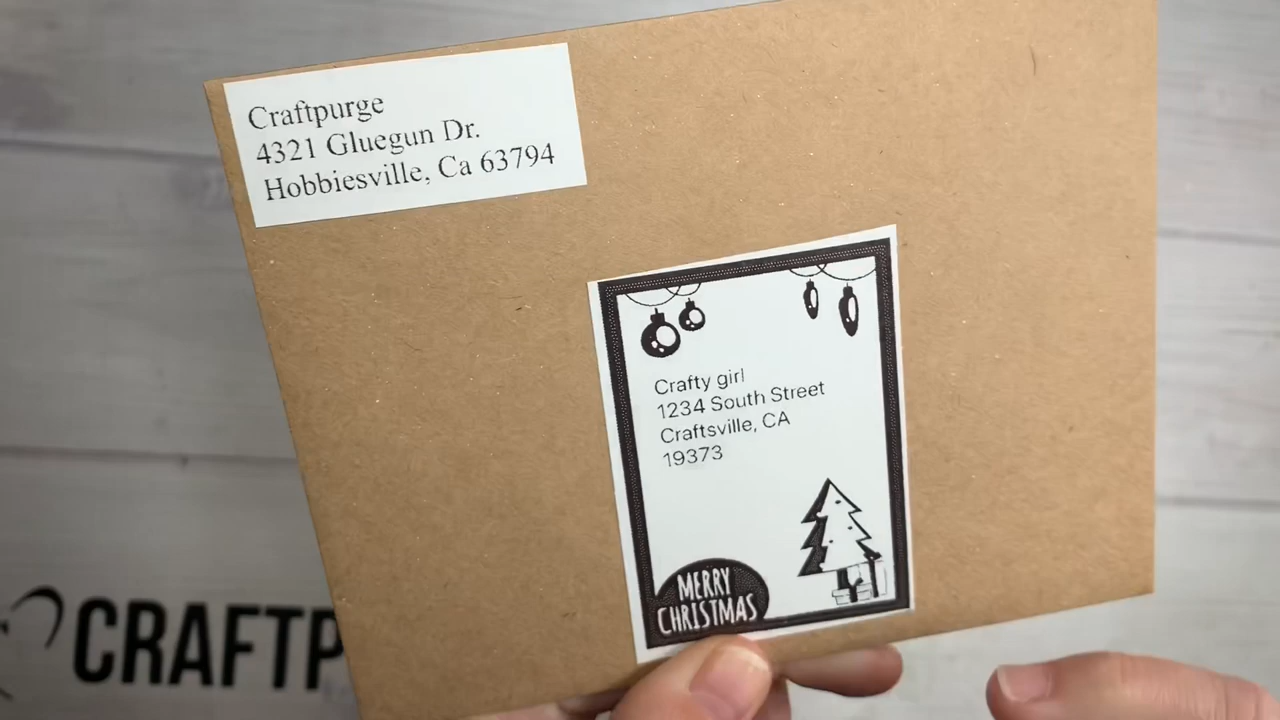 Craftpurge
4321 Gluegun Dr.
Hobbiesville, Ca 63794
Crafty girl
1234 South Street
Craftsville, CA
19373
MERRY
CHRISTMAS
CRAFTP